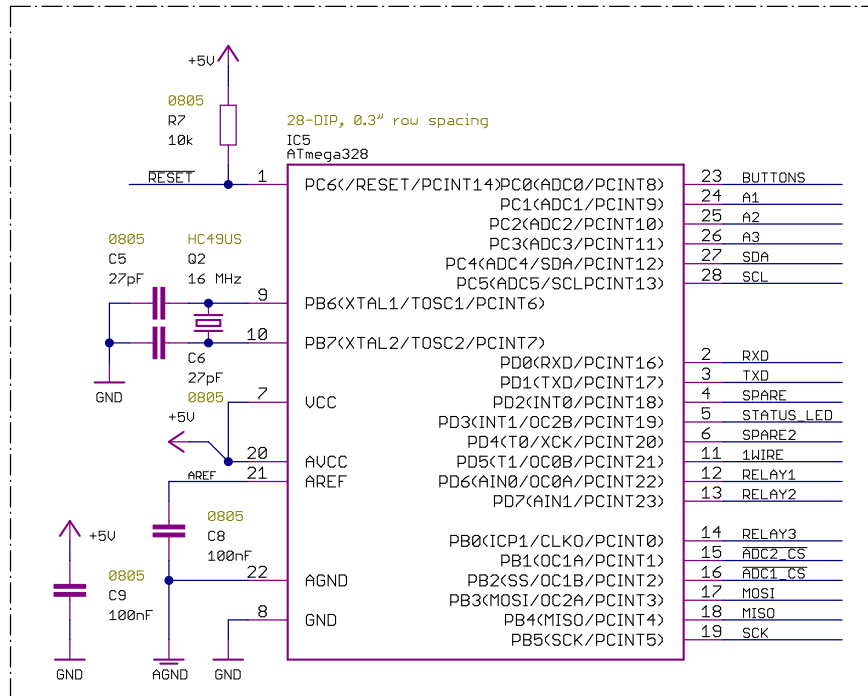 +5V
0805
R7
10k
28-DIP, 0.3" row spacing
IC5
ATmega328
RESET
1
PC6(/RESET/PCINT14)
PC0(ADC0/PCINT8)
23
BUTTONS
PC1(ADC1/PCINT9)
24
A1
PC2(ADC2/PCINT10)
25
A2
PC3(ADC3/PCINT11)
26
A3
PC4(ADC4/SDA/PCINT12)
27
SDA
PC5(ADC5/SCLPCINT13)
28
SCL
0805
C5
27pF
HC49US
Q2
16 MHz
9
PB6(XTAL1/TOSC1/PCINT6)
10
PB7(XTAL2/TOSC2/PCINT7)
C6
27pF
0805
GND
PD0(RXD/PCINT16)
2
RXD
PD1(TXD/PCINT17)
3
TXD
PD2(INT0/PCINT18)
4
SPARE
PD3(INT1/OC2B/PCINT19)
5
STATUS_LED
PD4(T0/XCK/PCINT20)
6
SPARE2
PD5(T1/OC0B/PCINT21)
11
1WIRE
PD6(AIN0/OC0A/PCINT22)
12
RELAY1
PD7(AIN1/PCINT23)
13
RELAY2
7
VCC
+5V
20
AVCC
21
AREF
AREF
0805
C8
100nF
+5V
0805
C9
100nF
22
AGND
8
GND
GND
AGND
GND
PB0(ICP1/CLKO/PCINT0)
14
RELAY3
PB1(OC1A/PCINT1)
15
ADC2_CS
PB2(SS/OC1B/PCINT2)
16
ADC1_CS
PB3(MOSI/OC2A/PCINT3)
17
MOSI
PB4(MISO/PCINT4)
18
MISO
PB5(SCK/PCINT5)
19
SCK